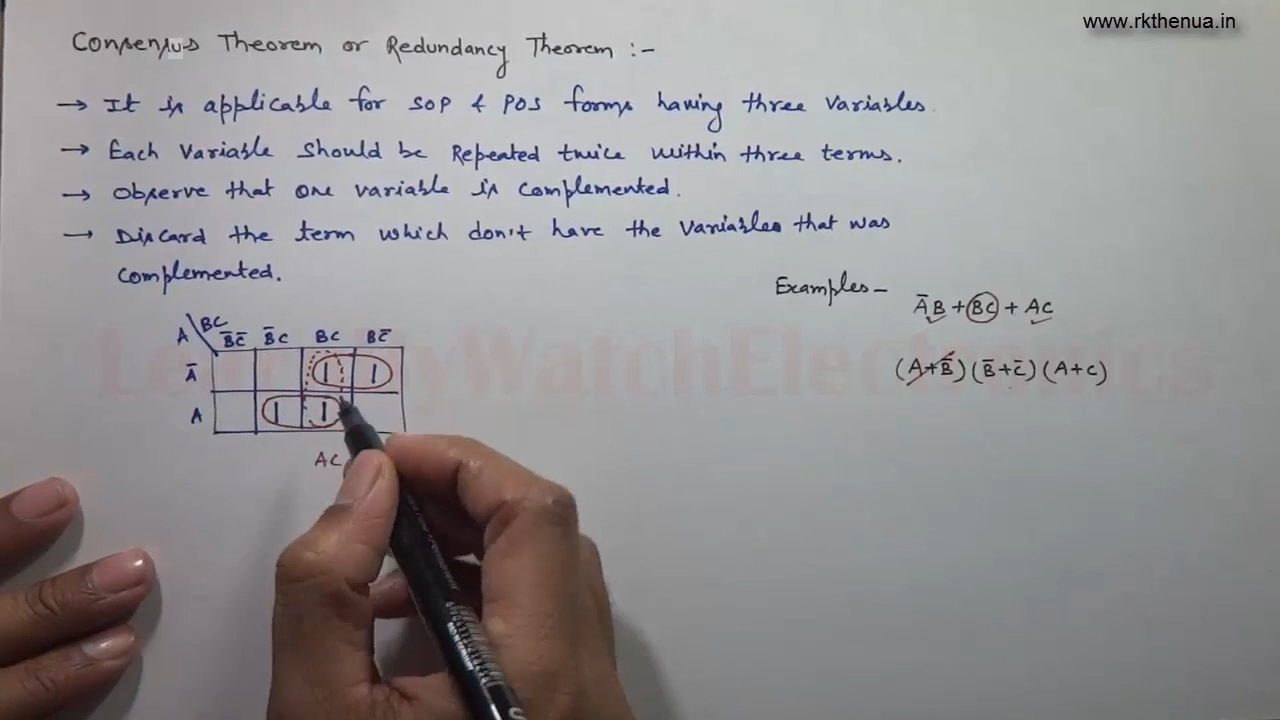 www.rkthenua.in
Consensus Theorem or Redundancy Theorem :-
→ It is applicable for SOP & POS forms having three variables.
→ Each variable should be Repeated twice within three terms.
→ Observe that one variable is complemented.
→ Discard the term which don't have the variables that was
complemented.
Examples-
A̅B + BC + AC
(A+B̅)(B̅+C̅)(A+C)
A \ BC
B̅C̅ B̅C BC BC̅
A̅ 1 1
A 1 1
AC